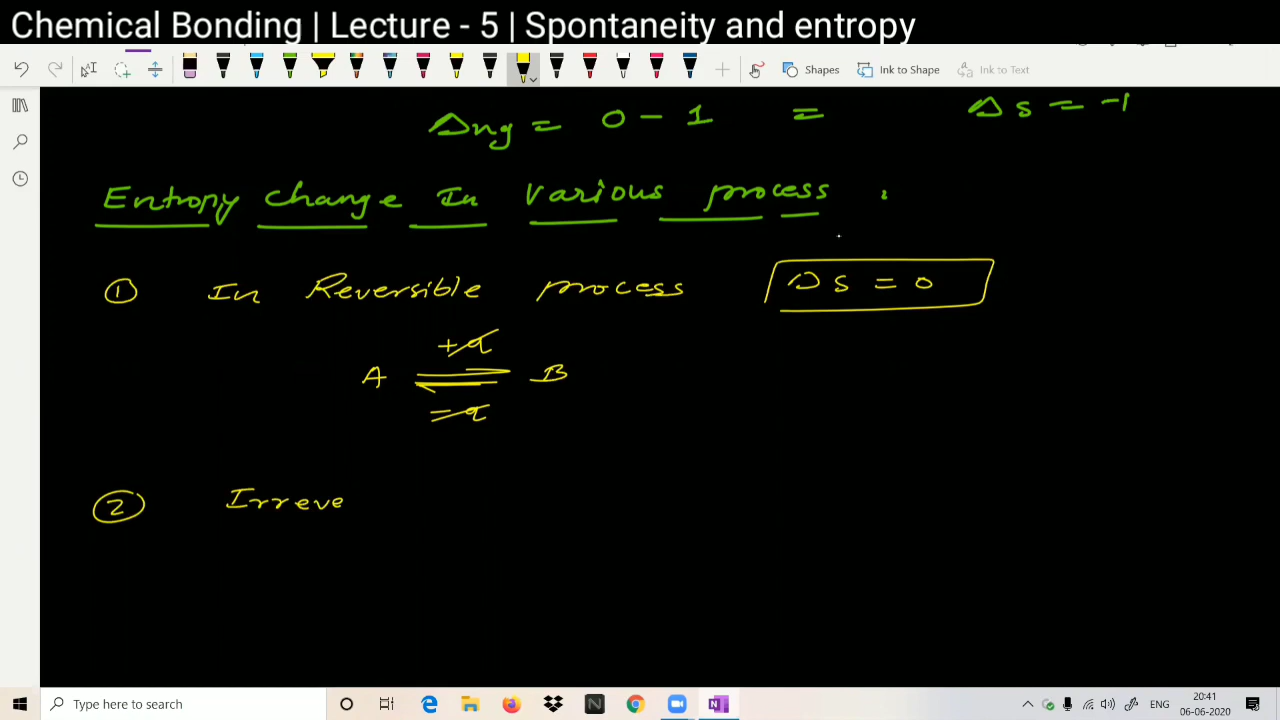 Chemical Bonding | Lecture - 5 | Spontaneity and entropy
Shapes Ink to Shape Ink to Text
Δng = 0 - 1 = Δs = -1
Entropy change In various process :
① In Reversible process Δs = 0
+q
A ⇌ B
-q
② Irreve
Type here to search
ENG
20:41
06-06-2020